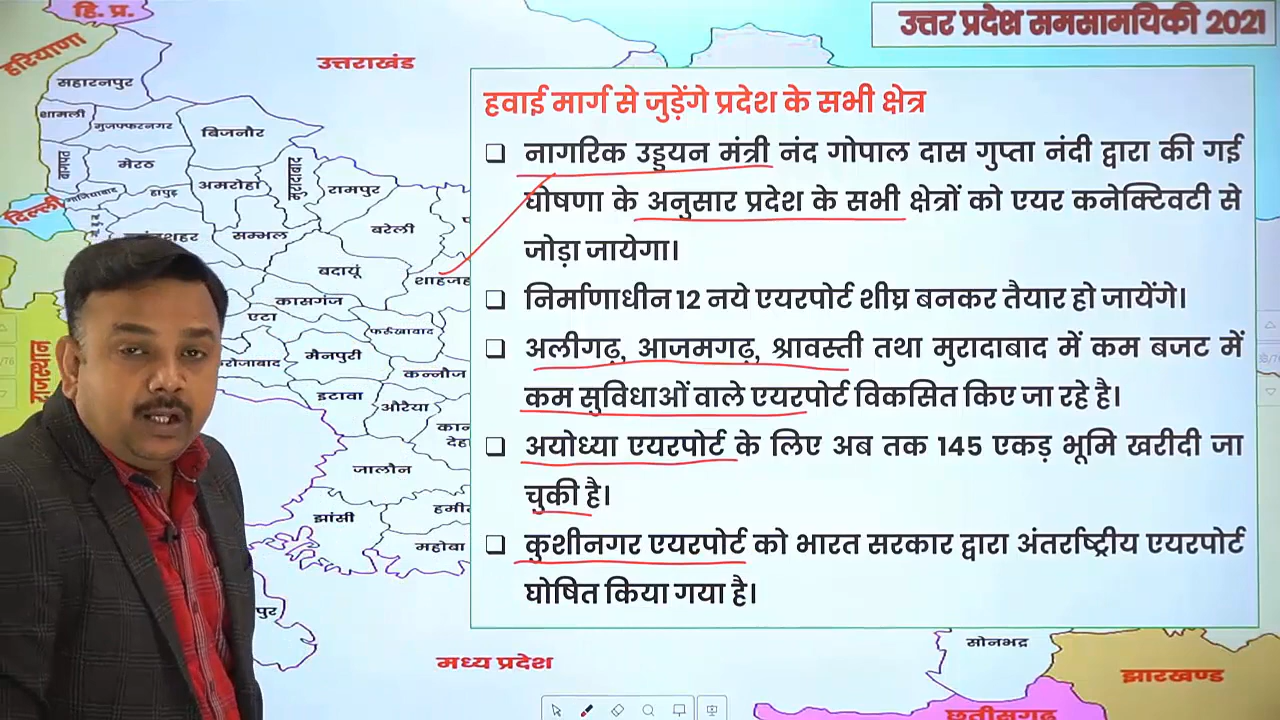 हि. प्र.
उत्तर प्रदेश समसामयिकी 2021
हरियाणा
उत्तराखंड
सहारनपुर
शामली
मुजफ्फरनगर
बिजनौर
बागपत
मेरठ
मुरादाबाद
गाजियाबाद
हापुड़
अमरोहा
रामपुर
दिल्ली
सम्भल
बरेली
बदायूं
कासगंज
एटा
फर्रुखाबाद
मैनपुरी
कन्नौज
राजस्थान
इटावा
औरैया
जालौन
झांसी
महोबा
हवाई मार्ग से जुड़ेंगे प्रदेश के सभी क्षेत्र
❑ नागरिक उड्डयन मंत्री नंद गोपाल दास गुप्ता नंदी द्वारा की गई
घोषणा के अनुसार प्रदेश के सभी क्षेत्रों को एयर कनेक्टिवटी से
जोड़ा जायेगा।
❑ निर्माणाधीन 12 नये एयरपोर्ट शीघ्र बनकर तैयार हो जायेंगे।
❑ अलीगढ़, आजमगढ़, श्रावस्ती तथा मुरादाबाद में कम बजट में
कम सुविधाओं वाले एयरपोर्ट विकसित किए जा रहे है।
❑ अयोध्या एयरपोर्ट के लिए अब तक 145 एकड़ भूमि खरीदी जा
चुकी है।
❑ कुशीनगर एयरपोर्ट को भारत सरकार द्वारा अंतर्राष्ट्रीय एयरपोर्ट
घोषित किया गया है।
मध्य प्रदेश
सोनभद्र
झारखण्ड
छत्तीसगढ़